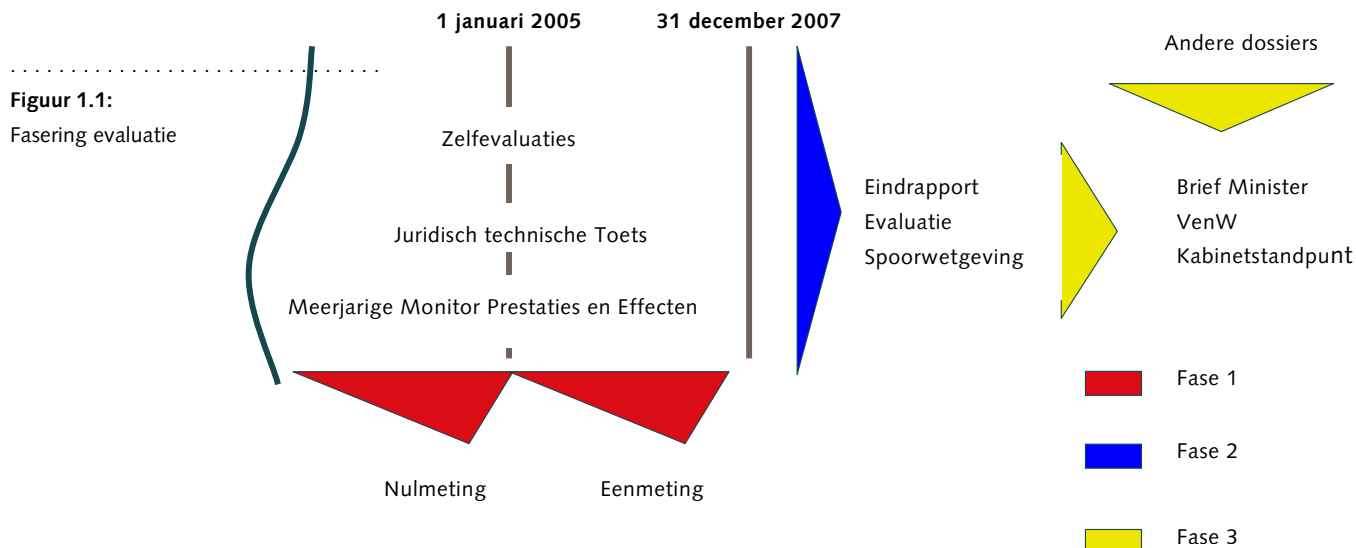 1 januari 2005
31 december 2007
Andere dossiers
Figuur 1.1:
Fasering evaluatie
Zelfevaluaties
Juridisch technische Toets
Meerjarige Monitor Prestaties en Effecten
Eindrapport
Evaluatie
Spoorwetgeving
Brief Minister
VenW
Kabinetstandpunt
Nulmeting
Eenmeting
Fase 1
Fase 2
Fase 3